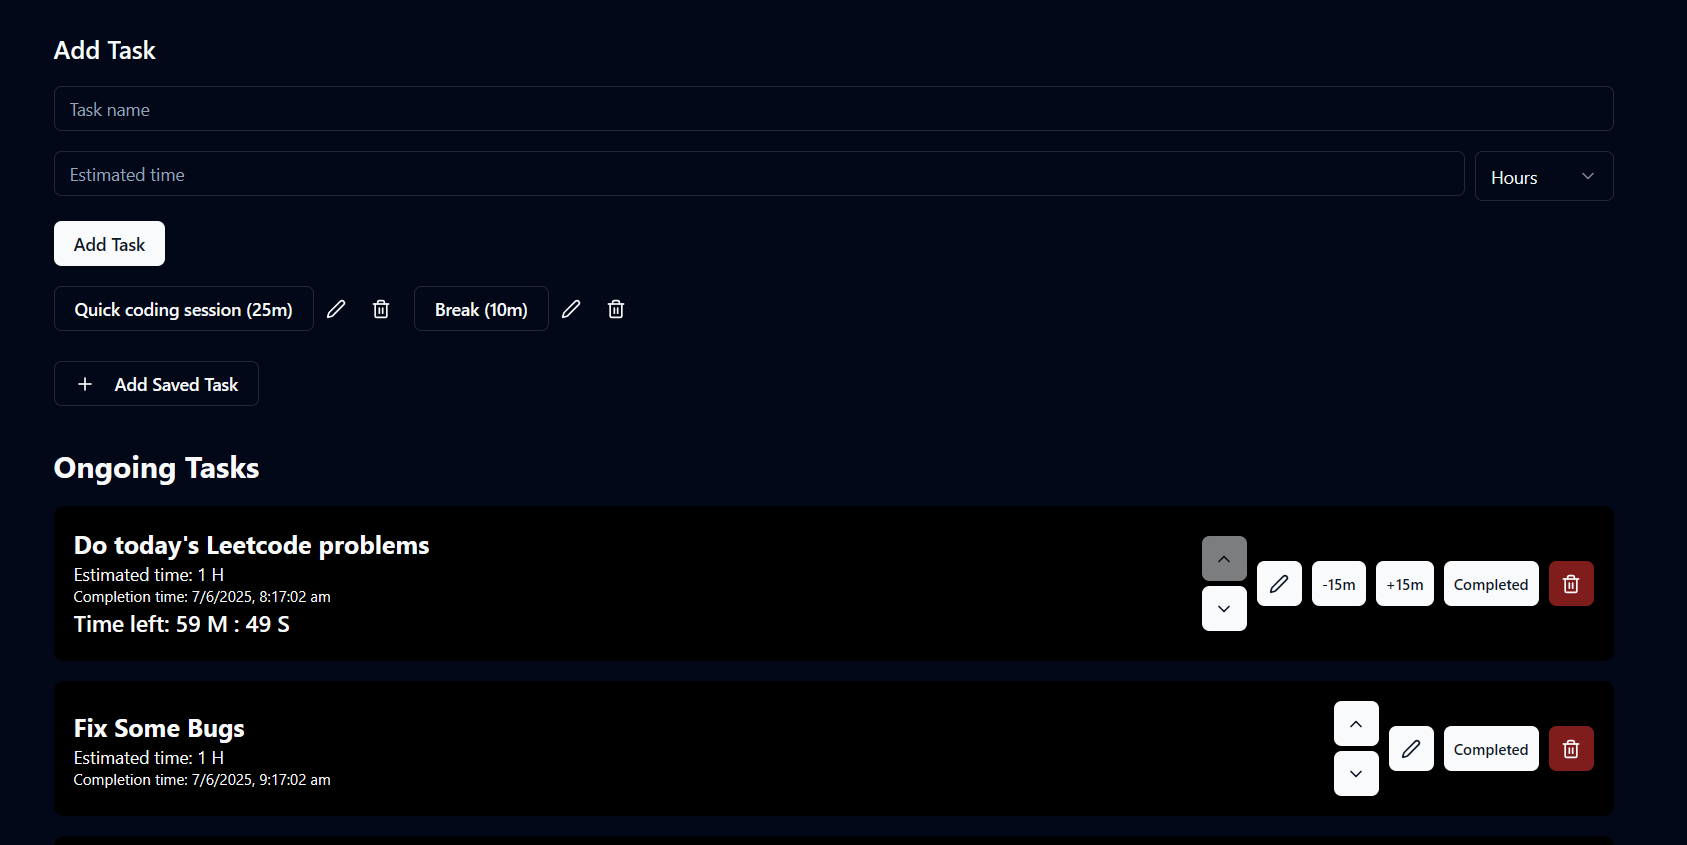 Add Task
Task name
Estimated time
Hours
Add Task
Quick coding session (25m)
Break (10m)
Add Saved Task
Ongoing Tasks
Do today's Leetcode problems
Estimated time: 1 H
Completion time: 7/6/2025, 8:17:02 am
Time left: 59 M : 49 S
-15m
+15m
Completed
Fix Some Bugs
Estimated time: 1 H
Completion time: 7/6/2025, 9:17:02 am
Completed